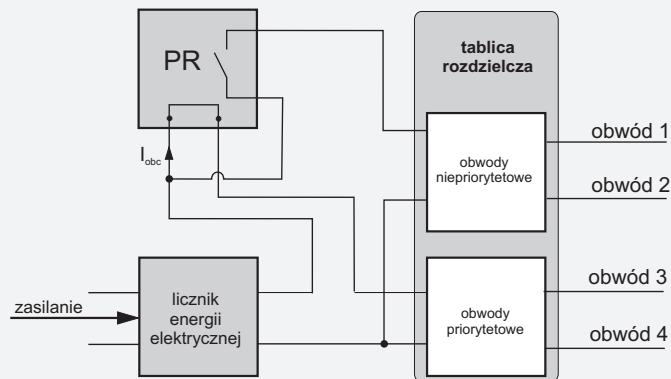 PR
tablica
rozdzielcza
I obc
obwody
niepriorytetowe
obwód 1
obwód 2
zasilanie
licznik
energii
elektrycznej
obwody
priorytetowe
obwód 3
obwód 4